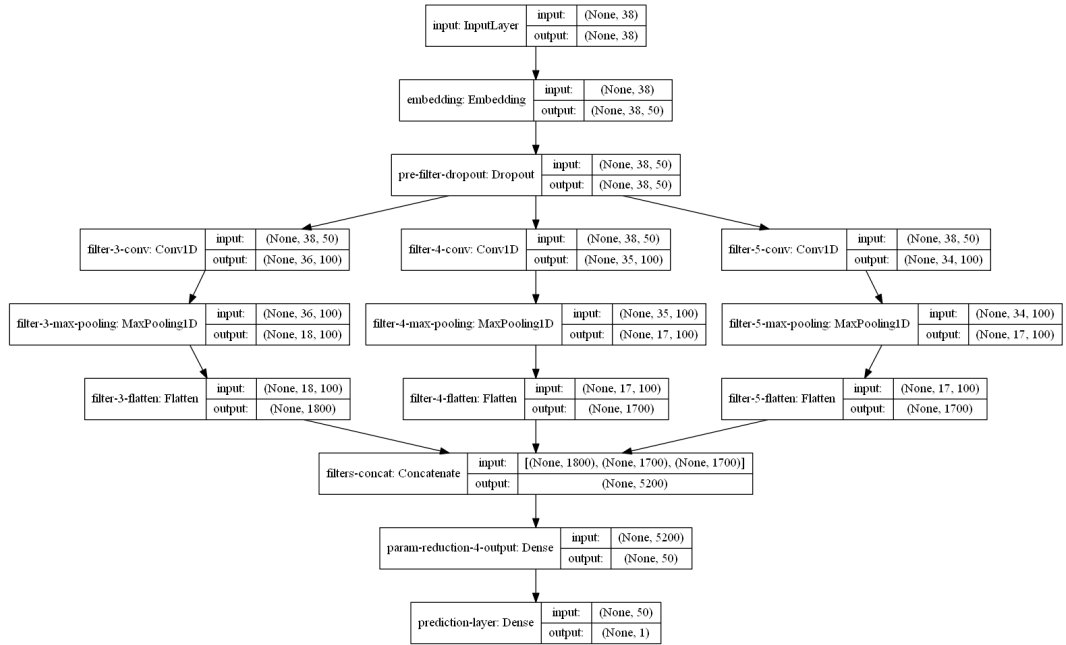 input: InputLayer
input: (None, 38)
output: (None, 38)
embedding: Embedding
input: (None, 38)
output: (None, 38, 50)
pre-filter-dropout: Dropout
input: (None, 38, 50)
output: (None, 38, 50)
filter-3-conv: Conv1D
input: (None, 38, 50)
output: (None, 36, 100)
filter-4-conv: Conv1D
input: (None, 38, 50)
output: (None, 35, 100)
filter-5-conv: Conv1D
input: (None, 38, 50)
output: (None, 34, 100)
filter-3-max-pooling: MaxPooling1D
input: (None, 36, 100)
output: (None, 18, 100)
filter-4-max-pooling: MaxPooling1D
input: (None, 35, 100)
output: (None, 17, 100)
filter-5-max-pooling: MaxPooling1D
input: (None, 34, 100)
output: (None, 17, 100)
filter-3-flatten: Flatten
input: (None, 18, 100)
output: (None, 1800)
filter-4-flatten: Flatten
input: (None, 17, 100)
output: (None, 1700)
filter-5-flatten: Flatten
input: (None, 17, 100)
output: (None, 1700)
filters-concat: Concatenate
input: [(None, 1800), (None, 1700), (None, 1700)]
output: (None, 5200)
param-reduction-4-output: Dense
input: (None, 5200)
output: (None, 50)
prediction-layer: Dense
input: (None, 50)
output: (None, 1)